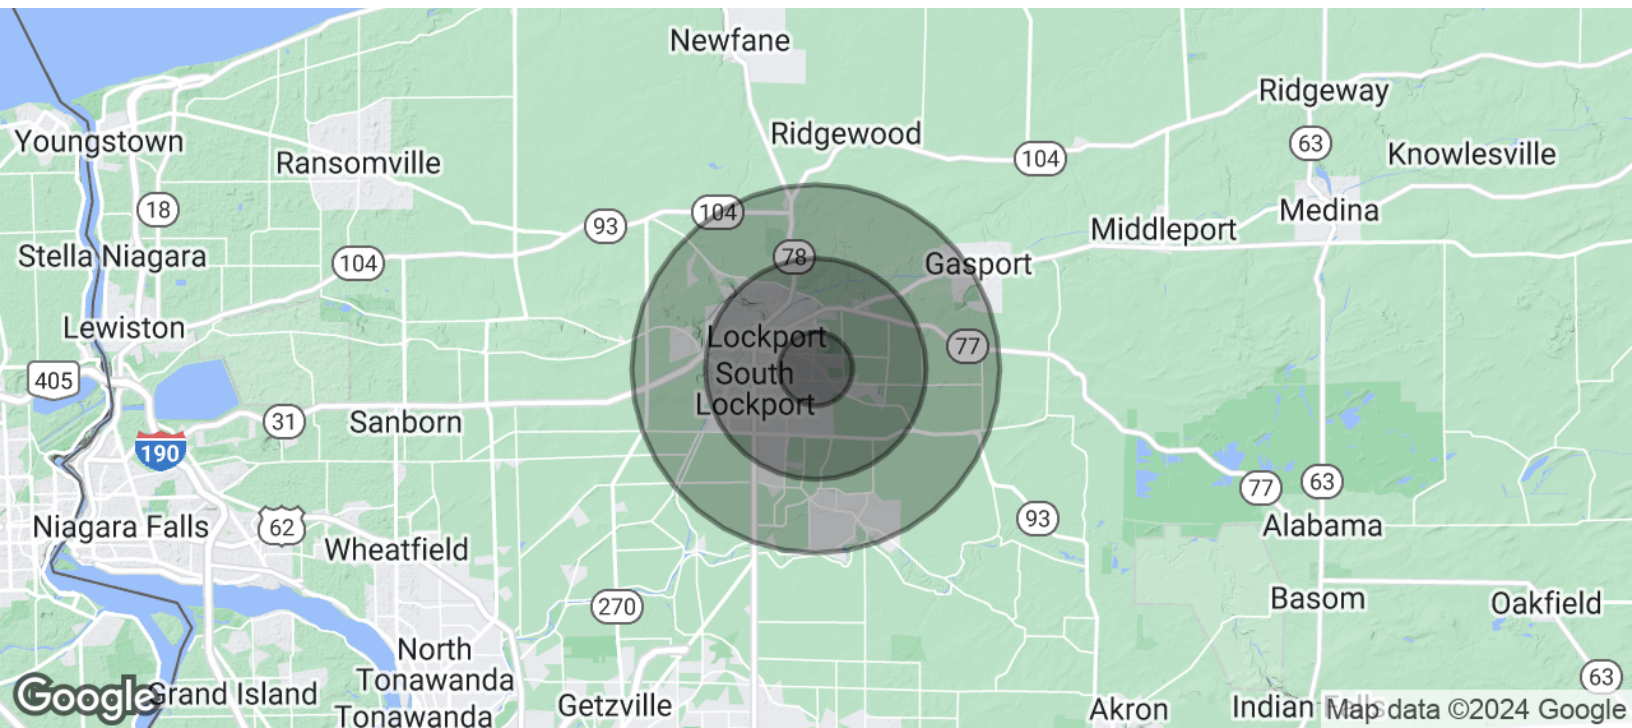 Newfane
Ridgeway
63
Ridgewood
Youngstown
Knowlesville
104
Ransomville
18
104
Medina
93
Middleport
Stella Niagara
78
104
Gasport
Lewiston
Lockport
77
405
South
Lockport
31
Sanborn
190
77
63
93
Niagara Falls
62
Alabama
Wheatfield
270
Basom
Oakfield
North
Tonawanda
63
Google
Grand Island
Getzville
Akron
Indian Falls
Map data ©2024 Google
Tonawanda